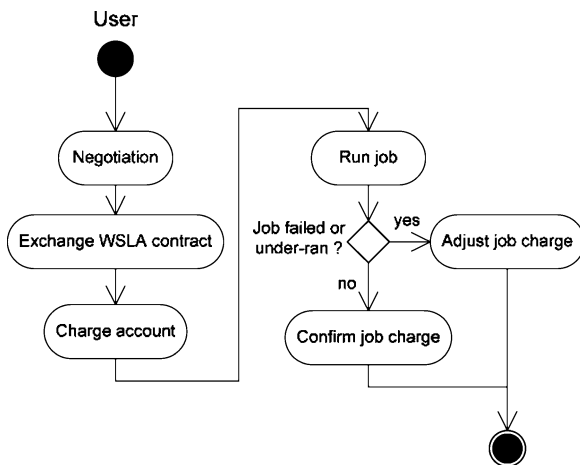 User
Negotiation
Exchange WSLA contract
Charge account
Run job
Job failed or
under-ran ?
yes
Adjust job charge
no
Confirm job charge